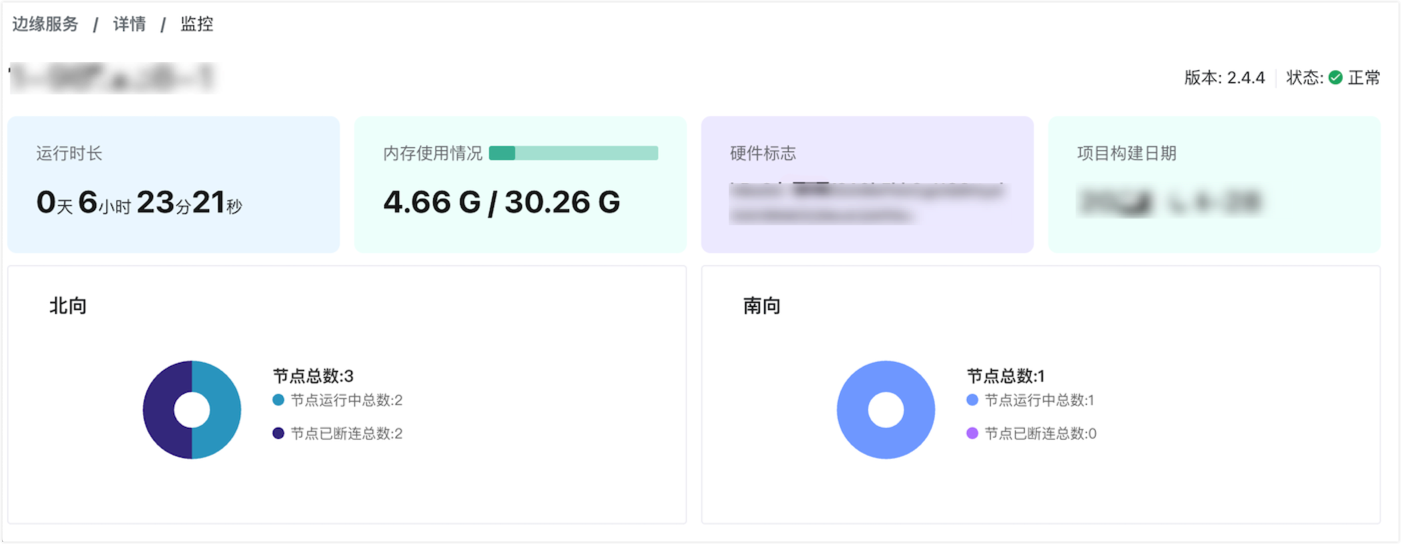 边缘服务 / 详情 / 监控
版本: 2.4.4 状态: 正常
运行时长
0天 6小时 23分21秒
内存使用情况
4.66 G / 30.26 G
硬件标志
项目构建日期
北向
节点总数:3
节点运行中总数:2
节点已断连总数:2
南向
节点总数:1
节点运行中总数:1
节点已断连总数:0